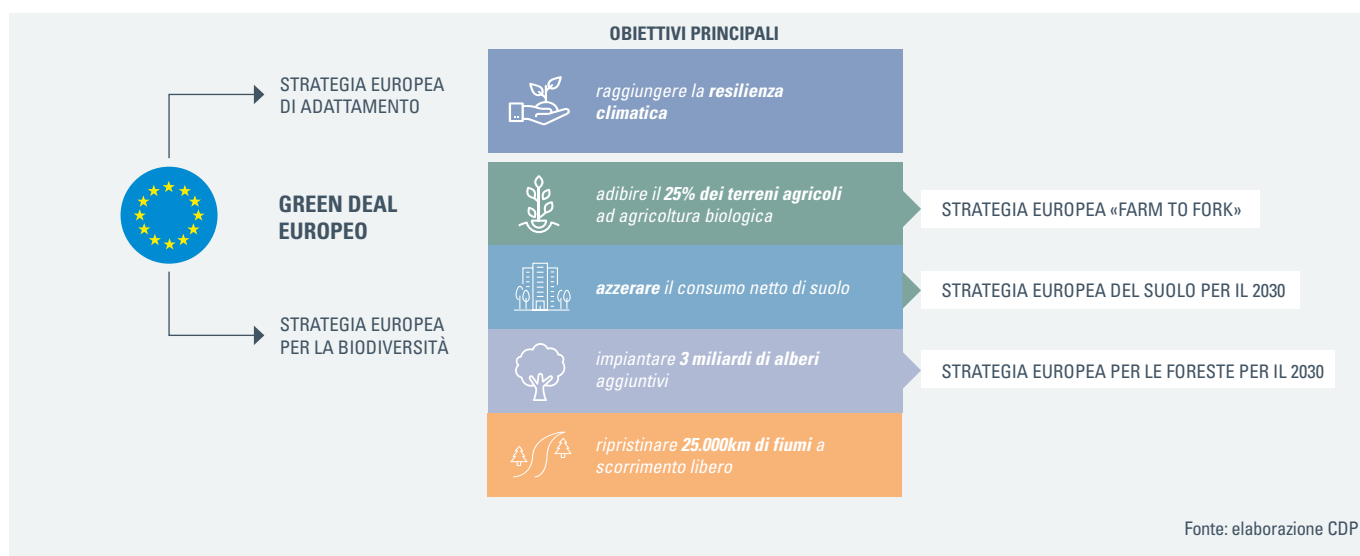 OBIETTIVI PRINCIPALI
STRATEGIA EUROPEA
DI ADATTAMENTO
raggiungere la resilienza
climatica
GREEN DEAL
EUROPEO
adibire il 25% dei terreni agricoli
ad agricoltura biologica
STRATEGIA EUROPEA «FARM TO FORK»
azzerare il consumo netto di suolo
STRATEGIA EUROPEA DEL SUOLO PER IL 2030
STRATEGIA EUROPEA
PER LA BIODIVERSITÀ
impiantare 3 miliardi di alberi
aggiuntivi
STRATEGIA EUROPEA PER LE FORESTE PER IL 2030
ripristinare 25.000km di fiumi a
scorrimento libero
Fonte: elaborazione CDP